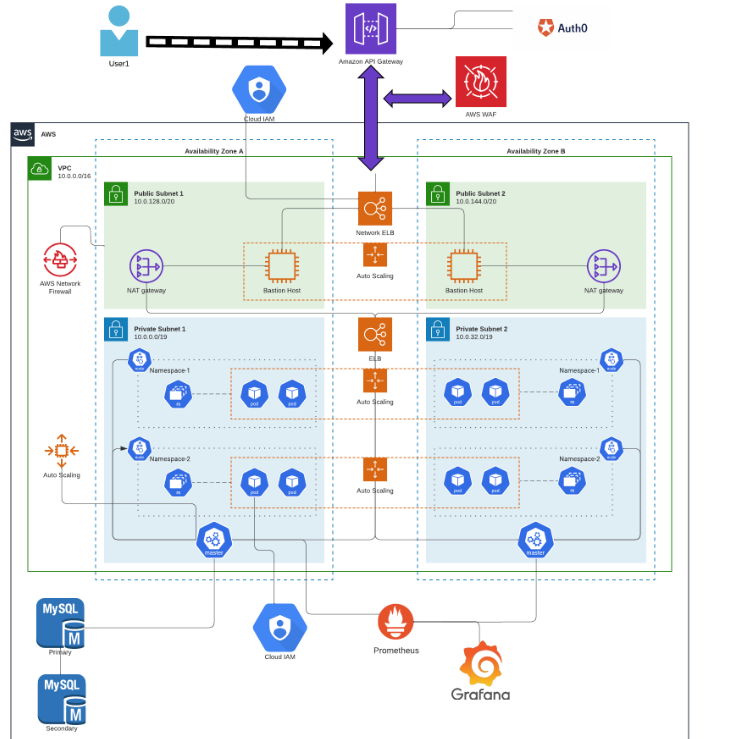 User1
Amazon API Gateway
Auth0
AWS WAF
Cloud IAM
aws
AWS
Availability Zone A
Availability Zone B
VPC
10.0.0.0/16
Public Subnet 1
10.0.128.0/20
Public Subnet 2
10.0.144.0/20
Network ELB
AWS Network
Firewall
NAT gateway
Bastion Host
Auto Scaling
Bastion Host
NAT gateway
Private Subnet 1
10.0.0.0/19
Private Subnet 2
10.0.32.0/19
ELB
node
Namespace-1
rs
pod
pod
Auto Scaling
pod
pod
node
Namespace-1
rs
Auto Scaling
node
Namespace-2
rs
pod
pod
Auto Scaling
pod
pod
node
Namespace-2
rs
master
master
MySQL
M
Primary
Cloud IAM
Prometheus
Grafana
MySQL
M
Secondary